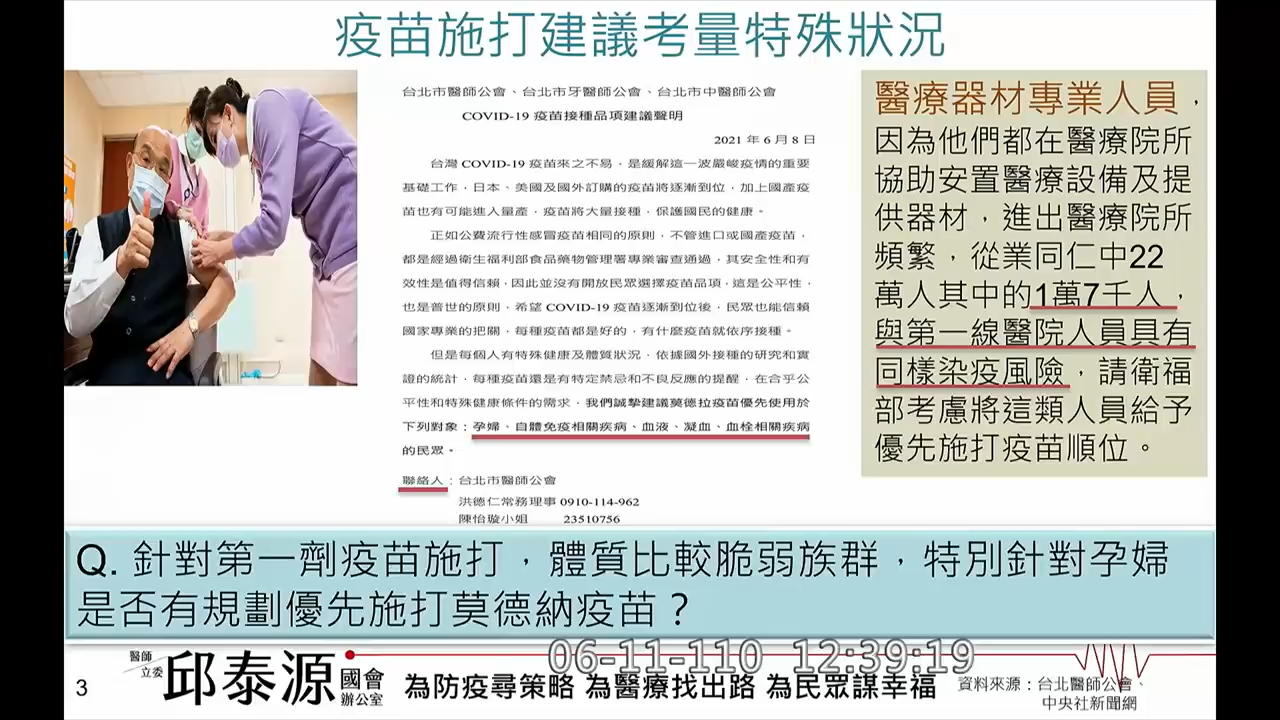 疫苗施打建議考量特殊狀況
台北市醫師公會、台北市牙醫師公會、台北市中醫師公會
COVID-19 疫苗接種品項建議聲明
2021 年 6 月 8 日
台灣 COVID-19 疫苗來之不易，是緩解這一波嚴峻疫情的重要
基礎工作，日本、美國及國外訂購的疫苗將逐漸到位，加上國產疫
苗也有可能進入量產，疫苗將大量接種，保護國民的健康。
正如公費流行性感冒疫苗相同的原則，不管進口或國產疫苗，
都是經過衛生福利部食品藥物管理署專業審查通過，其安全性和有
效性是值得信賴，因此並沒有開放民眾選擇疫苗品項，這是公平性，
也是普世的原則，希望 COVID-19 疫苗逐漸到位後，民眾也能信賴
國家專業的把關，每種疫苗都是好的，有什麼疫苗就依序接種。
但是每個人有特殊健康及體質狀況，依據國外接種的研究和實
證的統計，每種疫苗還是有特定禁忌和不良反應的提醒，在合乎公
平性和特殊健康條件的需求，我們誠摯建議莫德拉疫苗優先使用於
下列對象：孕婦、自體免疫相關疾病、血液、凝血、血栓相關疾病
的民眾。
聯絡人：台北市醫師公會
洪德仁常務理事 0910-114-962
陳怡璇小姐 23510756
醫療器材專業人員，
因為他們都在醫療院所
協助安置醫療設備及提
供器材，進出醫療院所
頻繁，從業同仁中22
萬人其中的1萬7千人，
與第一線醫院人員具有
同樣染疫風險，請衛福
部考慮將這類人員給予
優先施打疫苗順位。
Q. 針對第一劑疫苗施打，體質比較脆弱族群，特別針對孕婦
是否有規劃優先施打莫德納疫苗？
06-11-110 12:39:19
3
醫師
立委
邱泰源
國會
辦公室
為防疫尋策略 為醫療找出路 為民眾謀幸福
資料來源：台北醫師公會、
中央社新聞網